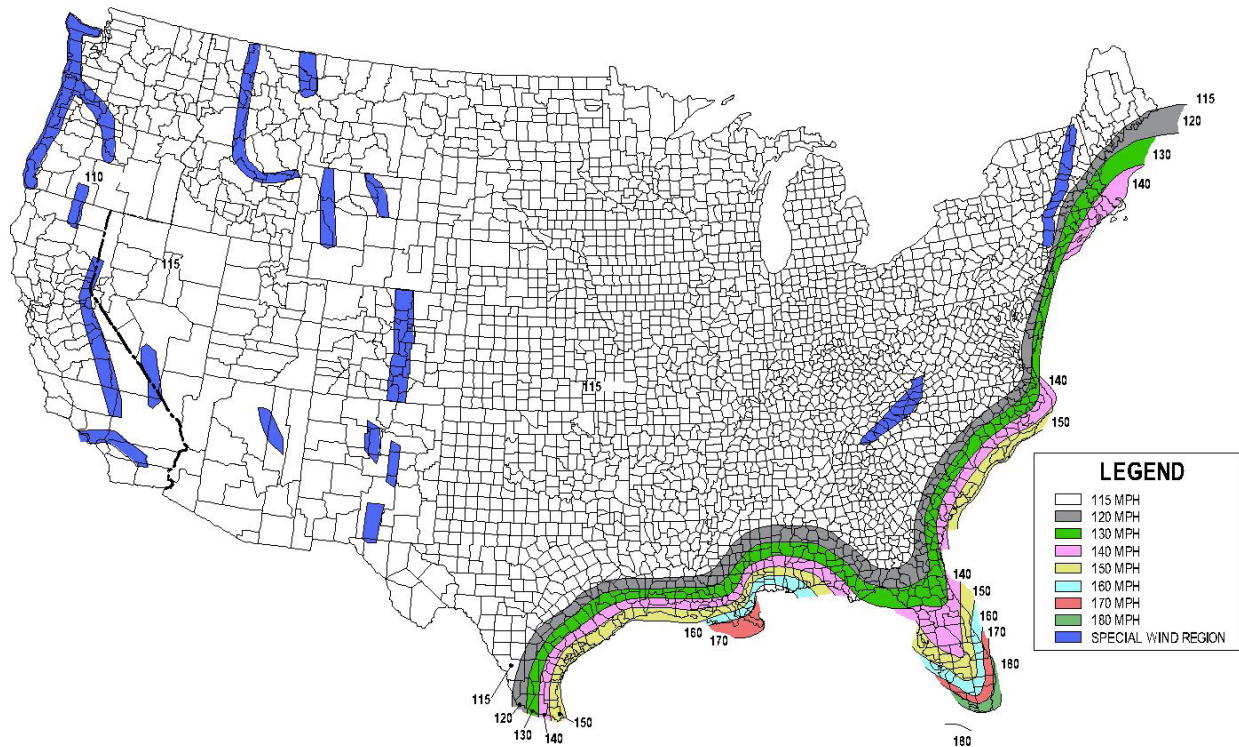 115
120
130
140
110
115
115
140
150
140
150
160
170
180
180
160
170
115
120
130
140
150
LEGEND
115 MPH
120 MPH
130 MPH
140 MPH
150 MPH
160 MPH
170 MPH
180 MPH
SPECIAL WIND REGION